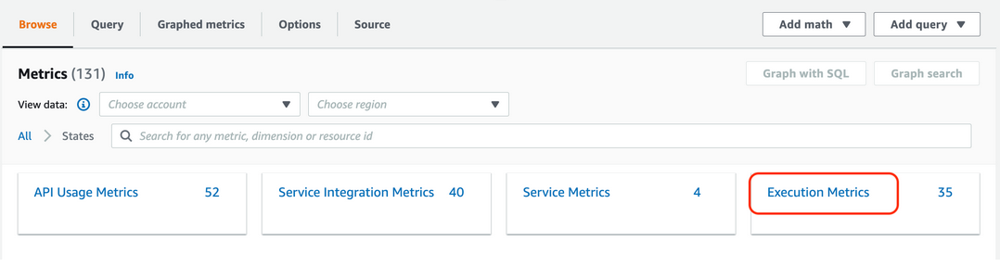 Browse Query Graphed metrics Options Source Add math Add query
Metrics (131) Info Graph with SQL Graph search
View data: Choose account Choose region
All States Search for any metric, dimension or resource id
API Usage Metrics 52 Service Integration Metrics 40 Service Metrics 4 Execution Metrics 35